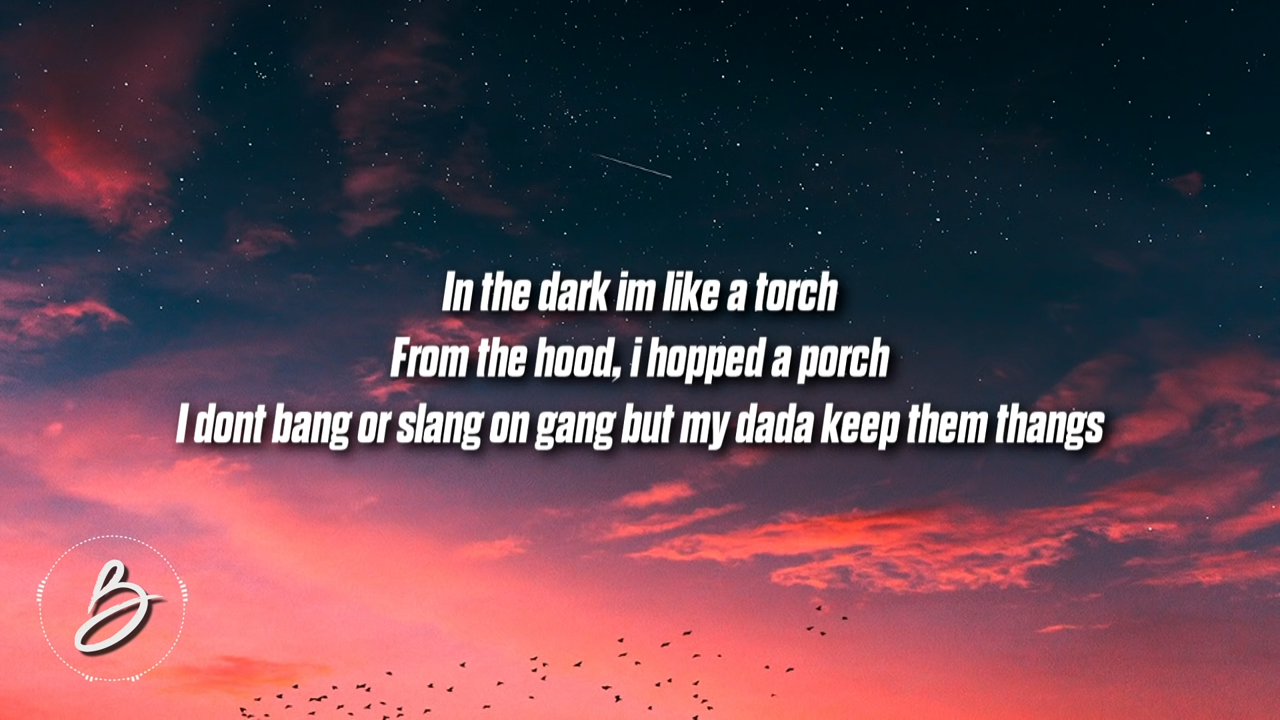 In the dark im like a torch
From the hood, i hopped a porch
I dont bang or slang on gang but my dada keep them thangs
B